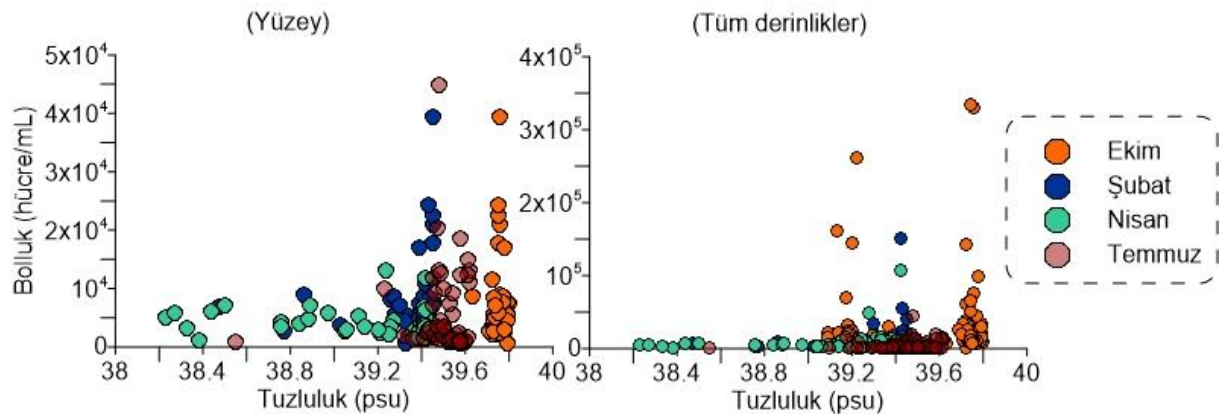 (Yüzey)
(Tüm derinlikler)
Bolluk (hücre/mL)
5x10⁴
4x10⁴
3x10⁴
2x10⁴
10⁴
0
38
38.4
38.8
39.2
39.6
40
Tuzluluk (psu)
4x10⁵
3x10⁵
2x10⁵
10⁵
0
38
38.4
38.8
39.2
39.6
40
Tuzluluk (psu)
Ekim
Şubat
Nisan
Temmuz